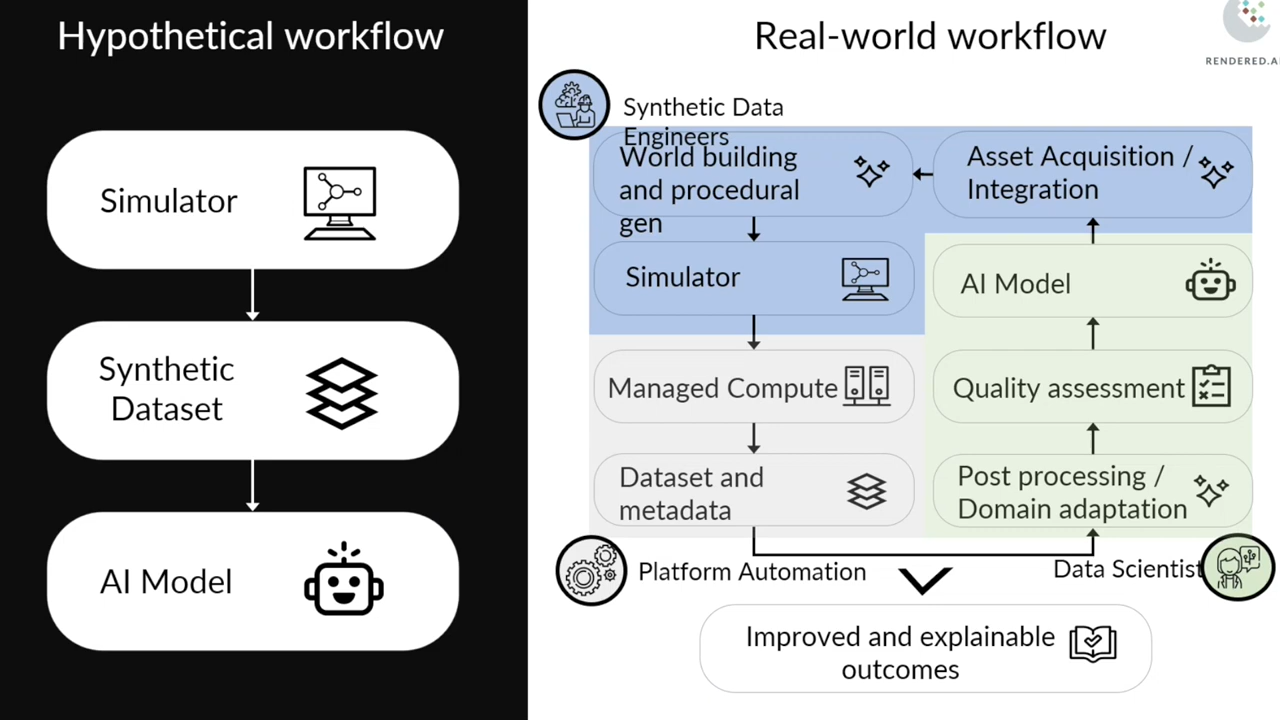 Hypothetical workflow
Simulator
Synthetic
Dataset
AI Model
Real-world workflow
RENDERED.A
Synthetic Data
Engineers
World building
and procedural
gen
Asset Acquisition /
Integration
Simulator
AI Model
Managed Compute
Quality assessment
Dataset and
metadata
Post processing /
Domain adaptation
Platform Automation
Data Scientist
Improved and explainable
outcomes